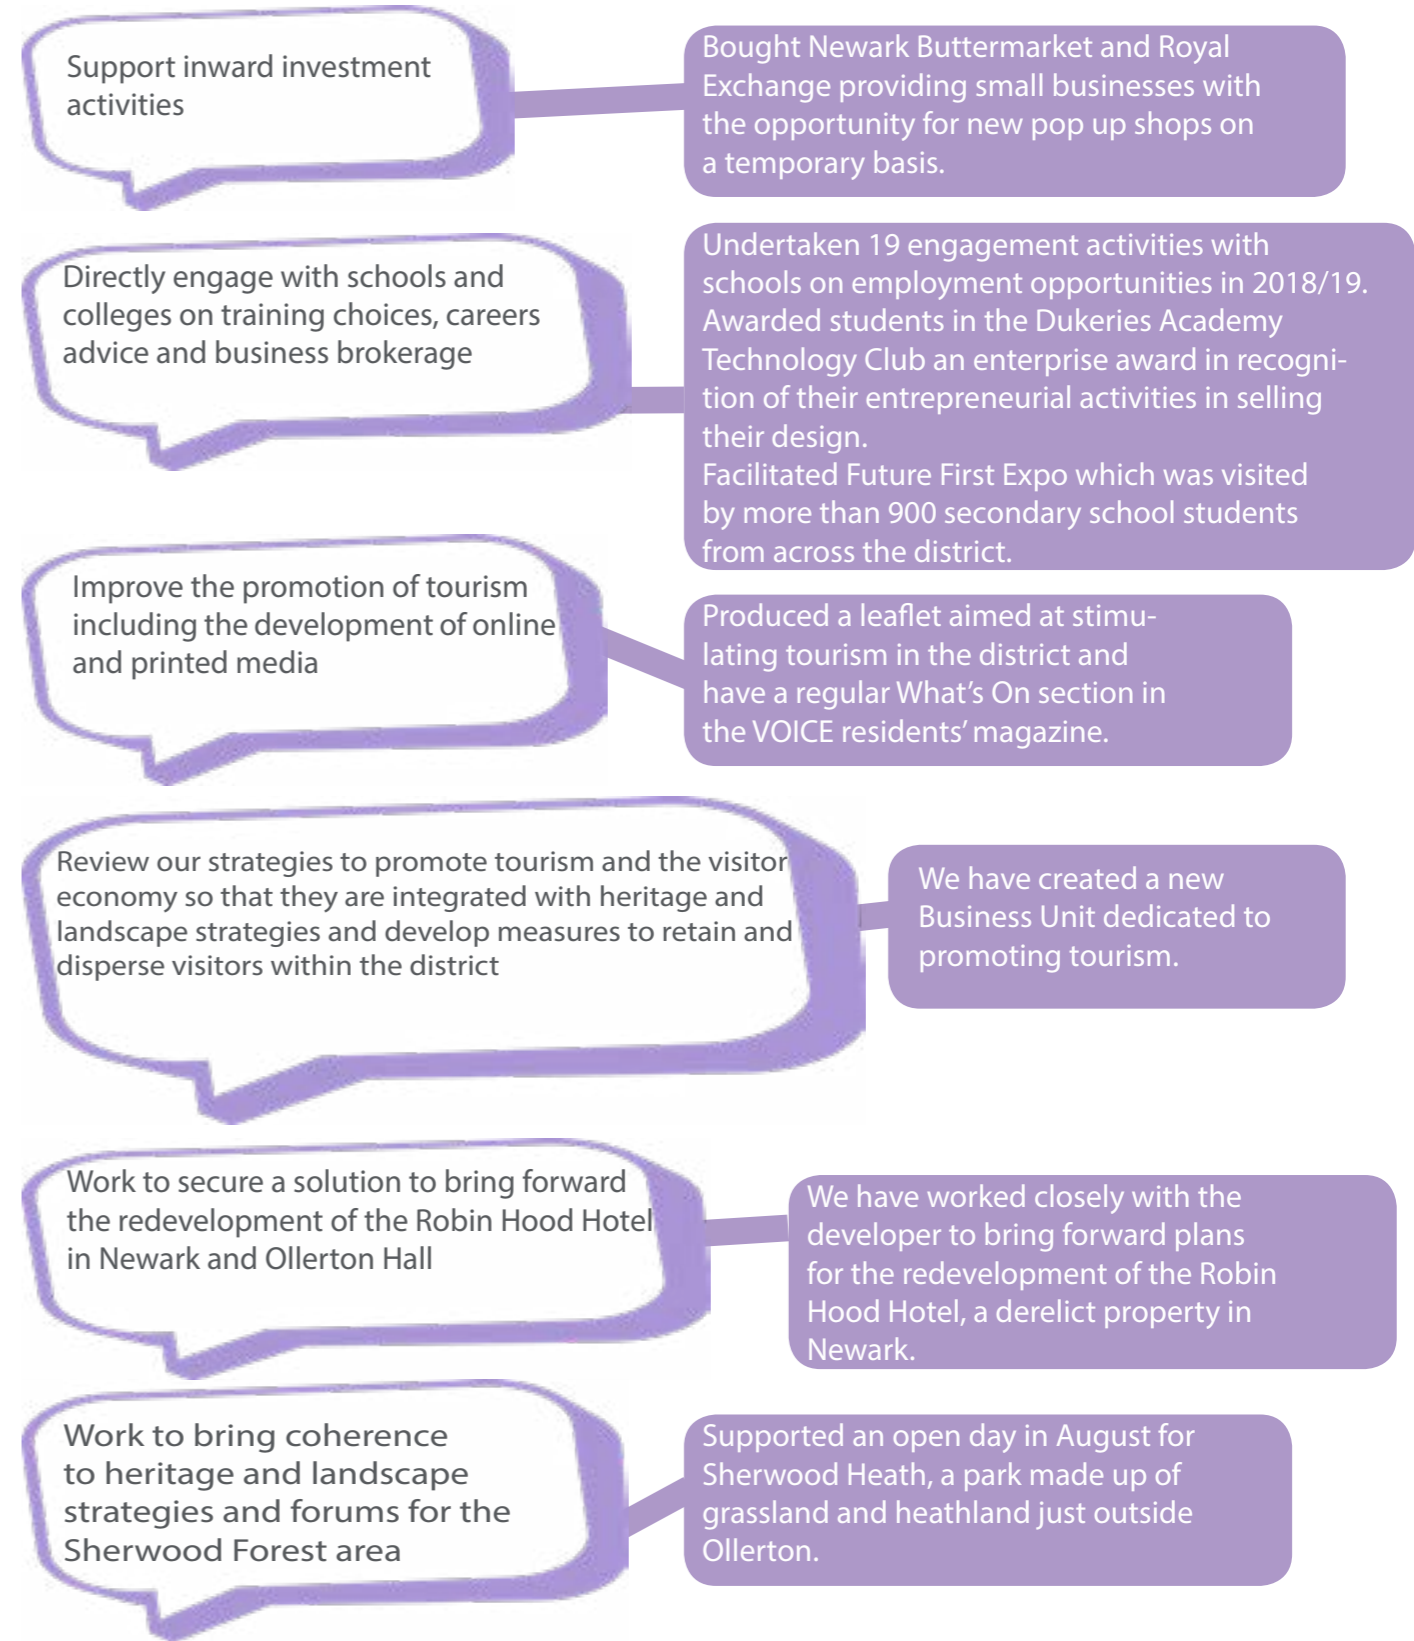 Support inward investment
activities
Bought Newark Buttermarket and Royal
Exchange providing small businesses with
the opportunity for new pop up shops on
a temporary basis.
Directly engage with schools and
colleges on training choices, careers
advice and business brokerage
Undertaken 19 engagement activities with
schools on employment opportunities in 2018/19.
Awarded students in the Dukeries Academy
Technology Club an enterprise award in recogni-
tion of their entrepreneurial activities in selling
their design.
Facilitated Future First Expo which was visited
by more than 900 secondary school students
from across the district.
Improve the promotion of tourism
including the development of online
and printed media
Produced a leaflet aimed at stimu-
lating tourism in the district and
have a regular What’s On section in
the VOICE residents’ magazine.
Review our strategies to promote tourism and the visitor
economy so that they are integrated with heritage and
landscape strategies and develop measures to retain and
disperse visitors within the district
We have created a new
Business Unit dedicated to
promoting tourism.
Work to secure a solution to bring forward
the redevelopment of the Robin Hood Hotel
in Newark and Ollerton Hall
We have worked closely with the
developer to bring forward plans
for the redevelopment of the Robin
Hood Hotel, a derelict property in
Newark.
Work to bring coherence
to heritage and landscape
strategies and forums for the
Sherwood Forest area
Supported an open day in August for
Sherwood Heath, a park made up of
grassland and heathland just outside
Ollerton.